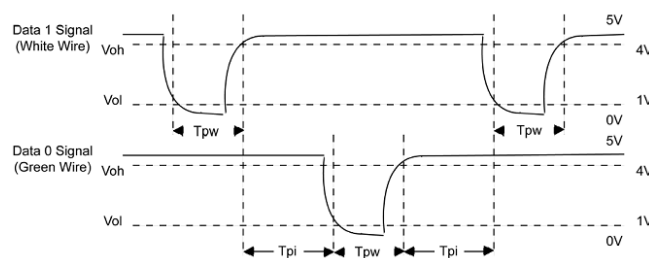 Data 1 Signal
(White Wire)
Voh
Vol
5V
4V
1V
0V
Tpw
Tpw
Data 0 Signal
(Green Wire)
Voh
Vol
5V
4V
1V
0V
Tpi
Tpw
Tpi